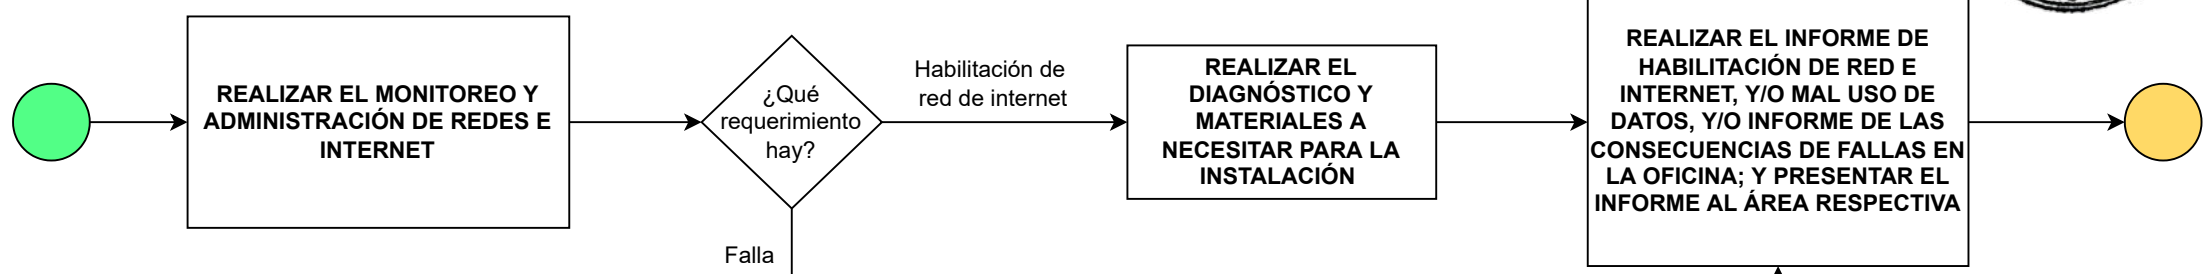 REALIZAR EL MONITOREO Y
ADMINISTRACIÓN DE REDES E
INTERNET
¿Qué
requerimiento
hay?
Habilitación de
red de internet
Falla
REALIZAR EL
DIAGNÓSTICO Y
MATERIALES A
NECESITAR PARA LA
INSTALACIÓN
REALIZAR EL INFORME DE
HABILITACIÓN DE RED E
INTERNET, Y/O MAL USO DE
DATOS, Y/O INFORME DE LAS
CONSECUENCIAS DE FALLAS EN
LA OFICINA; Y PRESENTAR EL
INFORME AL ÁREA RESPECTIVA